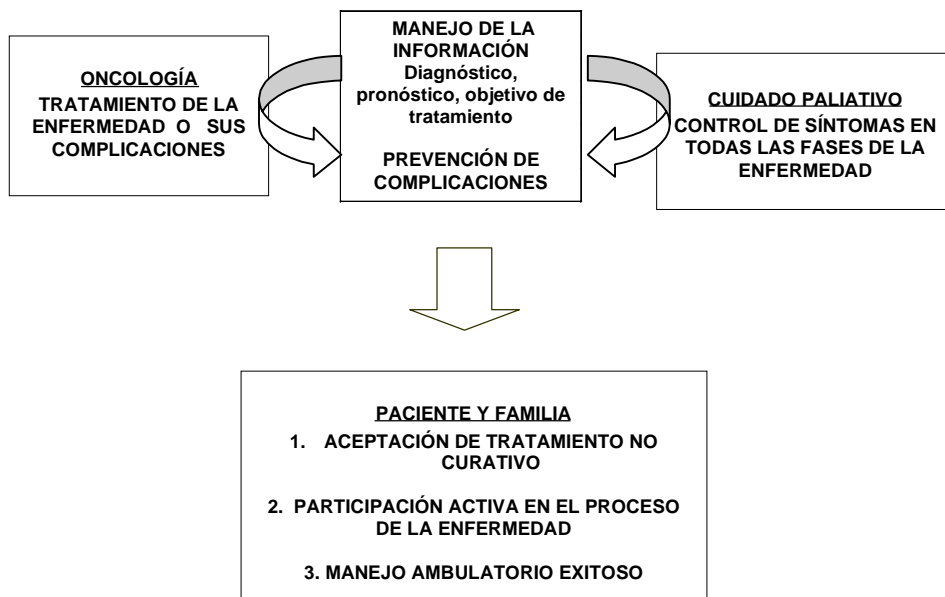 ONCOLOGÍA
TRATAMIENTO DE LA
ENFERMEDAD O SUS
COMPLICACIONES
MANEJO DE LA
INFORMACIÓN
Diagnóstico,
pronóstico, objetivo de
tratamiento
PREVENCIÓN DE
COMPLICACIONES
CUIDADO PALIATIVO
CONTROL DE SÍNTOMAS EN
TODAS LAS FASES DE LA
ENFERMEDAD
PACIENTE Y FAMILIA
1. ACEPTACIÓN DE TRATAMIENTO NO
CURATIVO
2. PARTICIPACIÓN ACTIVA EN EL PROCESO
DE LA ENFERMEDAD
3. MANEJO AMBULATORIO EXITOSO